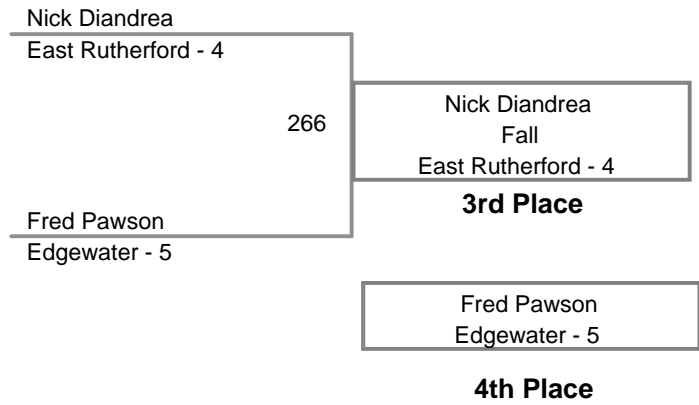 Nick Diandrea
East Rutherford - 4
266
Nick Diandrea
Fall
East Rutherford - 4
3rd Place
Fred Pawson
Edgewater - 5
Fred Pawson
Edgewater - 5
4th Place